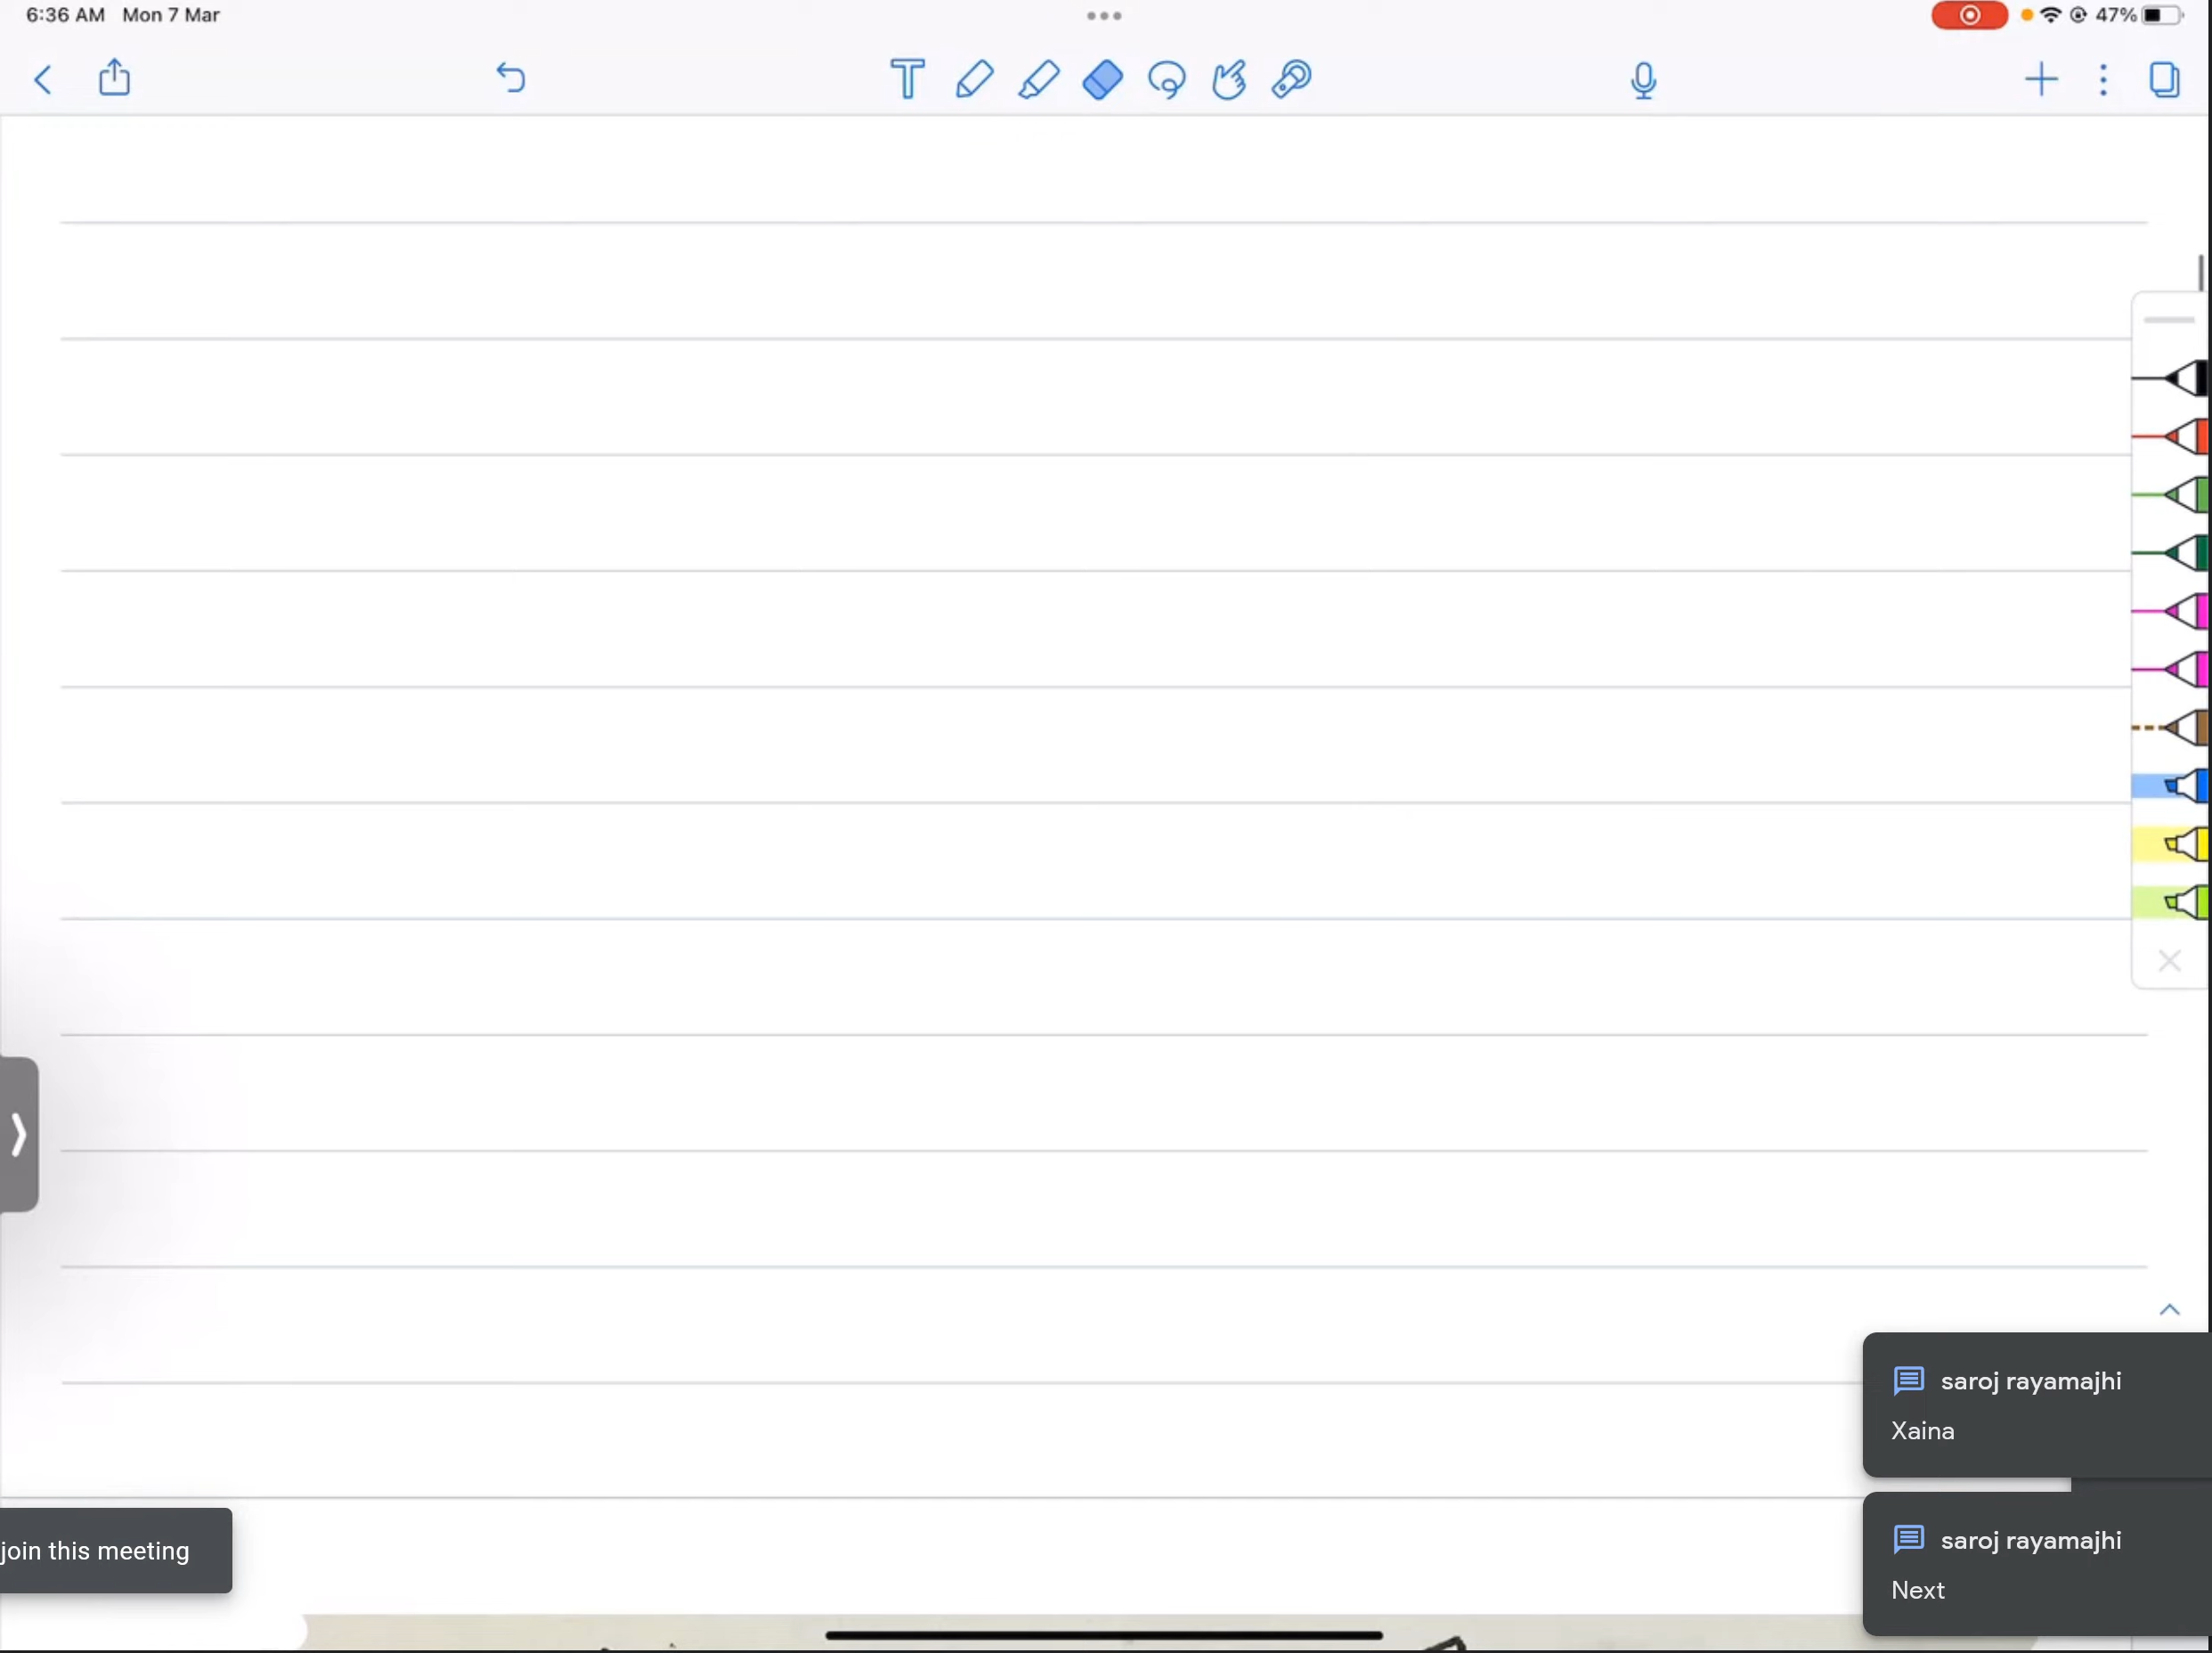 6:36 AM Mon 7 Mar
47%
saroj rayamajhi
Xaina
join this meeting
saroj rayamajhi
Next